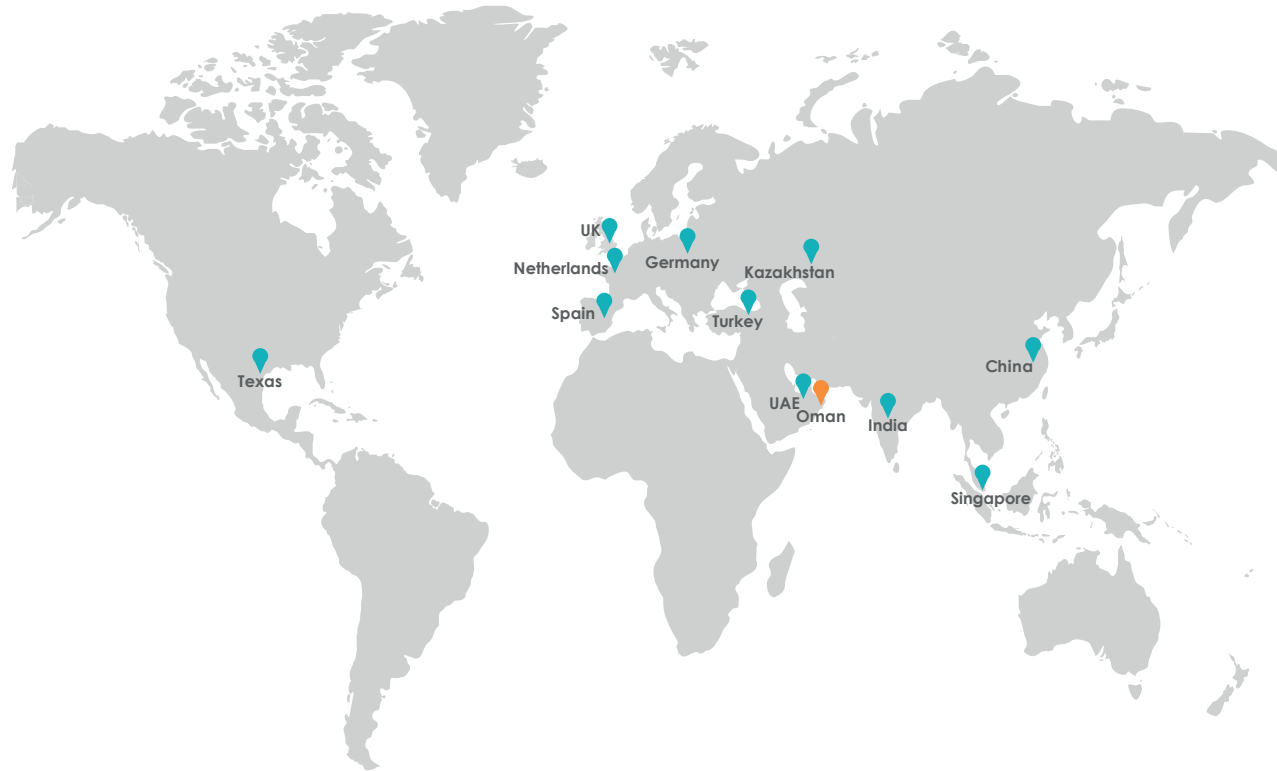 UK
Netherlands
Germany
Kazakhstan
Spain
Turkey
Texas
China
UAE
Oman
India
Singapore